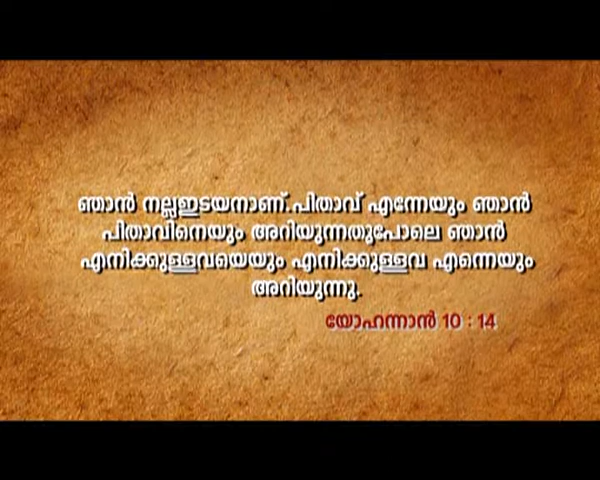 ഞാൻ നല്ലഇടയനാണ്.പിതാവ് എന്നേയും ഞാൻ
പിതാവിനെയും അറിയുന്നതുപോലെ ഞാൻ
എനിക്കുള്ളവയെയും എനിക്കുള്ളവ എന്നെയും
അറിയുന്നു.
യോഹന്നാൻ 10 : 14